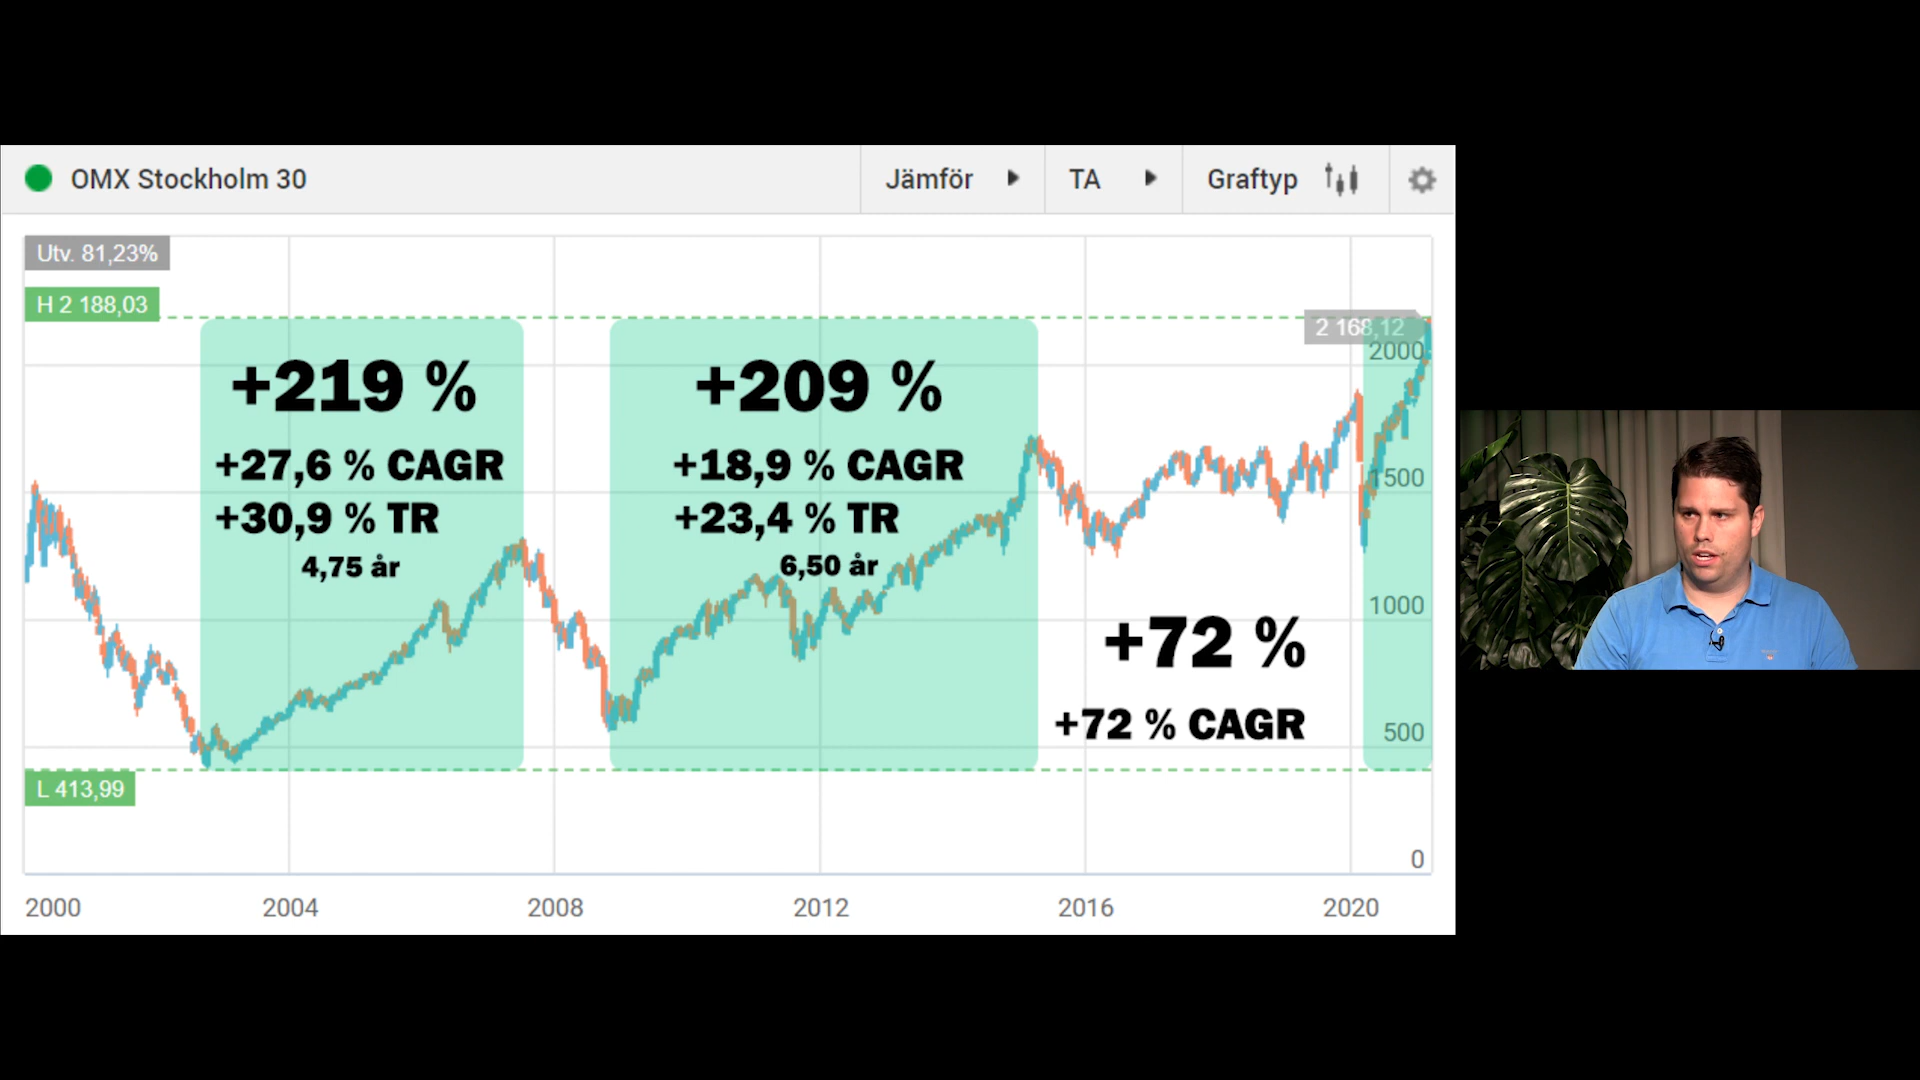 OMX Stockholm 30
Jämför
TA
Graftyp
Utv. 81,23%
H 2 188,03
2 168,12
2000
+219 %
+209 %
+27,6 % CAGR
+18,9 % CAGR
1500
+30,9 % TR
+23,4 % TR
4,75 år
6,50 år
1000
+72 %
+72 % CAGR
500
L 413,99
0
2000
2004
2008
2012
2016
2020